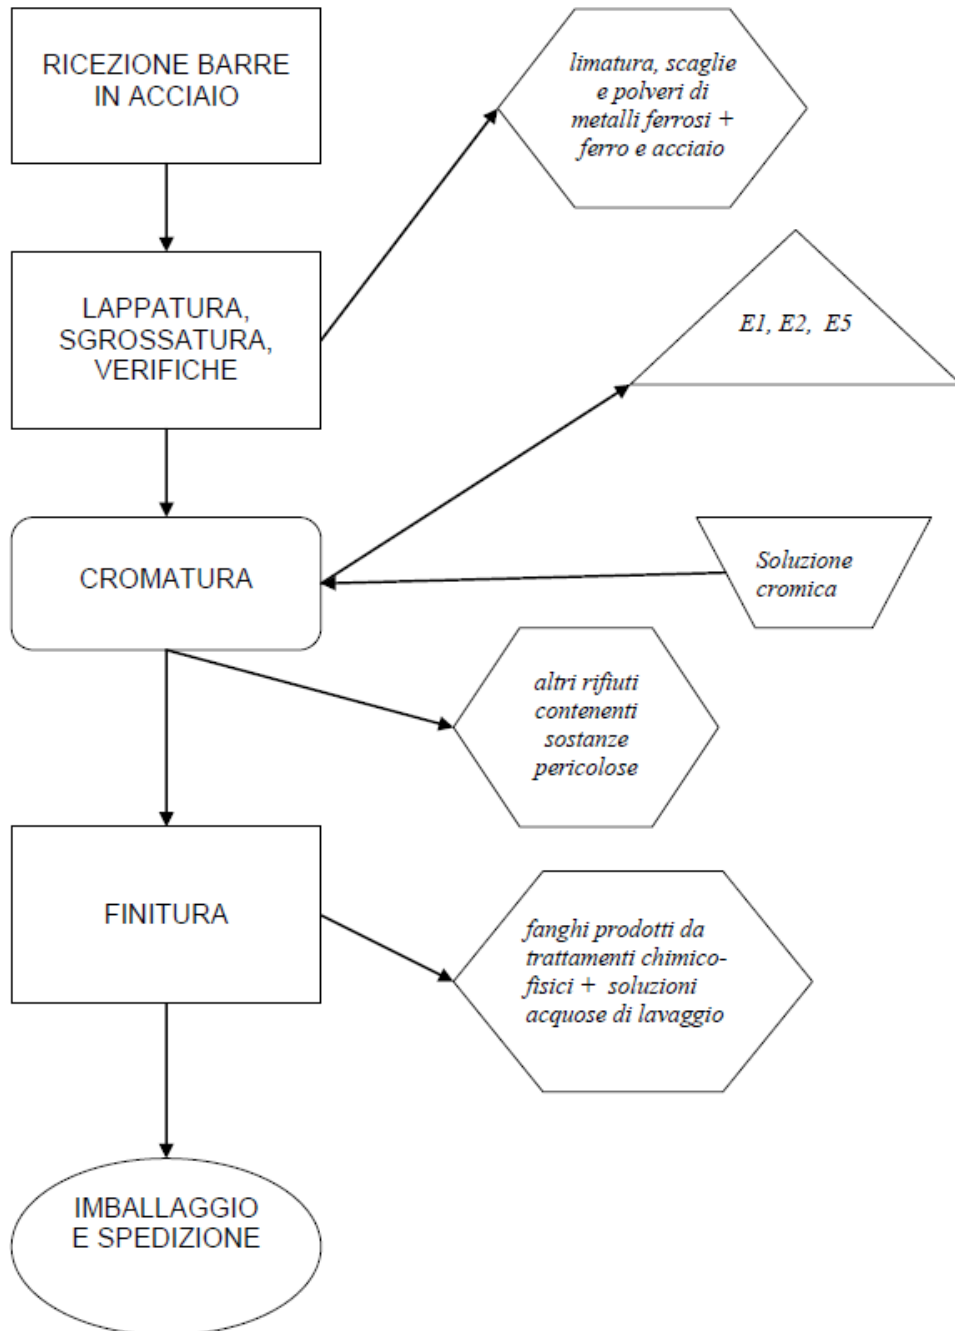 RICEZIONE BARRE
IN ACCIAIO
limatura, scaglie
e polveri di
metalli ferrosi +
ferro e acciaio
LAPPATURA,
SGROSSATURA,
VERIFICHE
E1, E2, E5
CROMATURA
Soluzione
cromica
altri rifiuti
contenenti
sostanze
pericolose
FINITURA
fanghi prodotti da
trattamenti chimico-
fisici + soluzioni
acquose di lavaggio
IMBALLAGGIO
E SPEDIZIONE